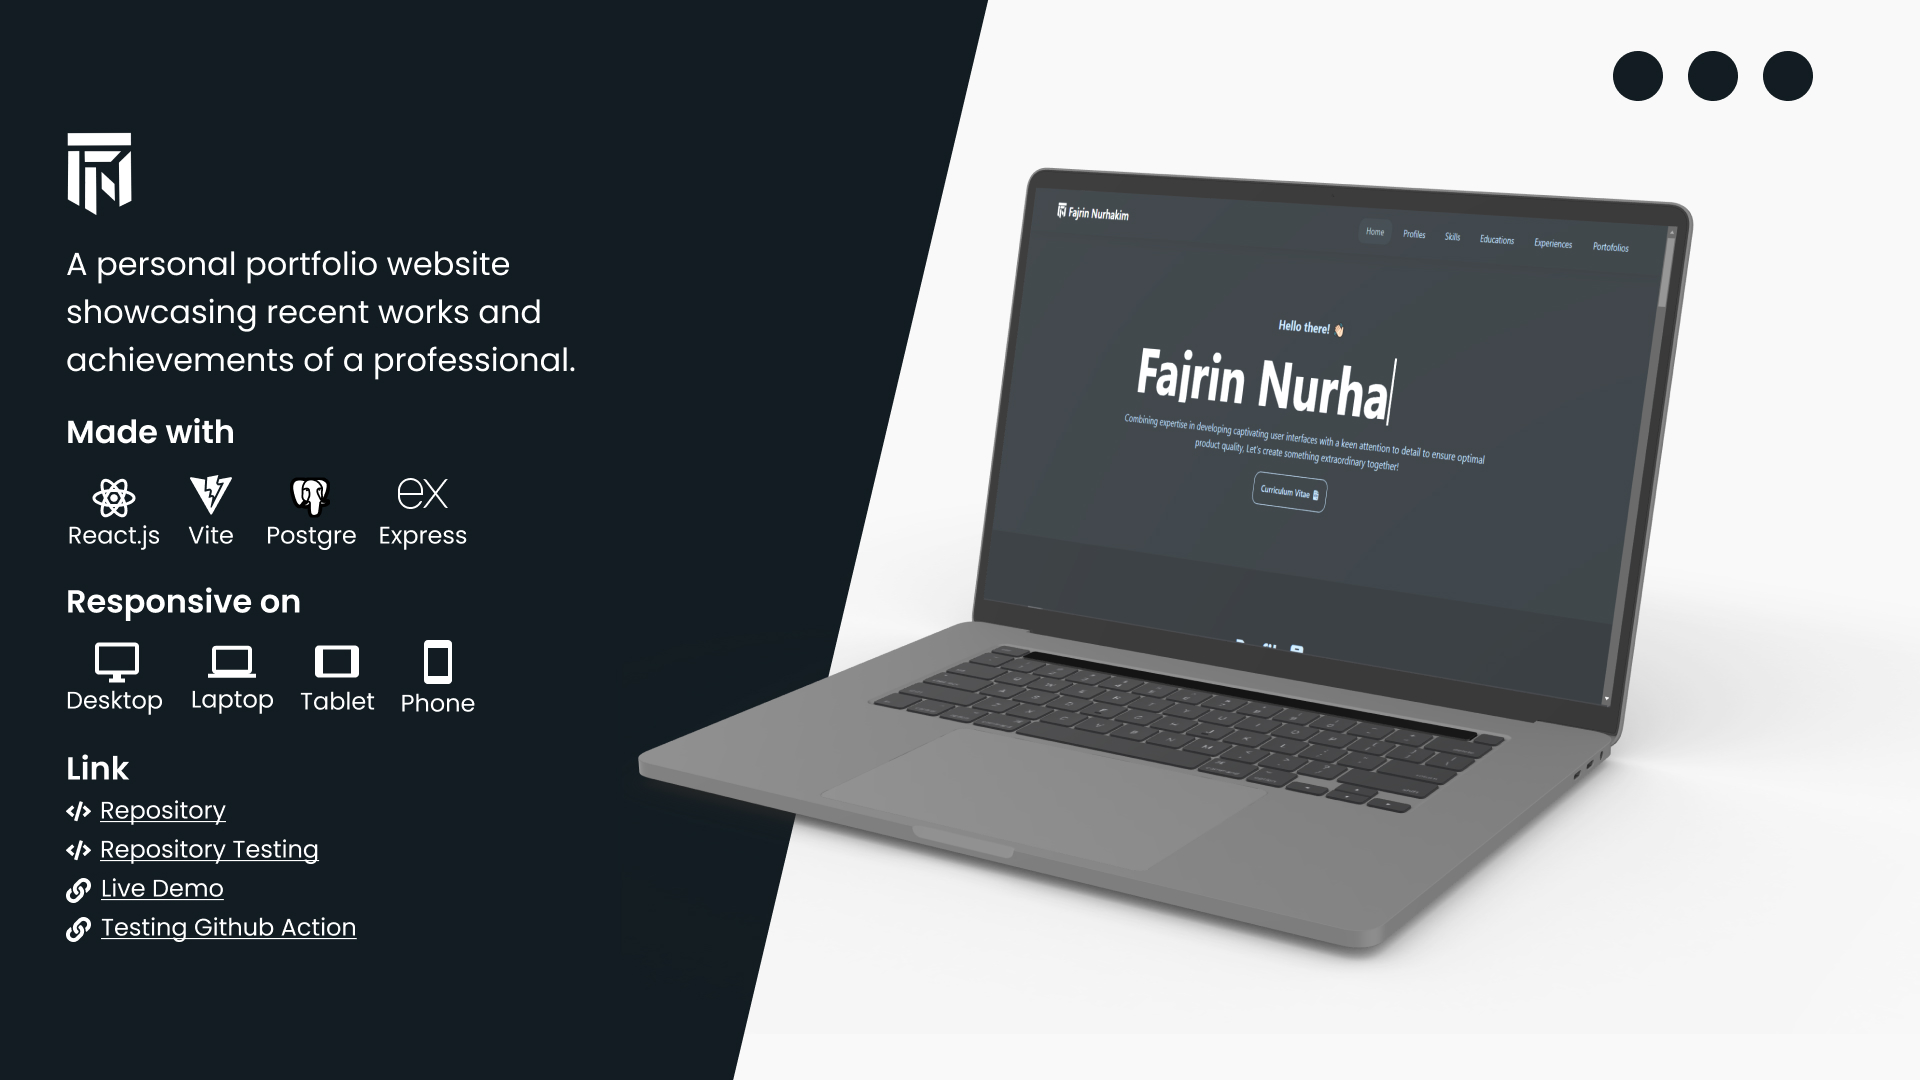 A personal portfolio website
showcasing recent works and
achievements of a professional.
Made with
React.js Vite Postgre Express
Responsive on
Desktop Laptop Tablet Phone
Link
Repository
Repository Testing
Live Demo
Testing Github Action
Fajrin Nurhakim
Home Profiles Skills Educations Experiences Portofolios
Hello there! 👋🏻
Fajrin Nurha
Combining expertise in developing captivating user interfaces with a keen attention to detail to ensure optimal
product quality, Let's create something extraordinary together!
Curriculum Vitae